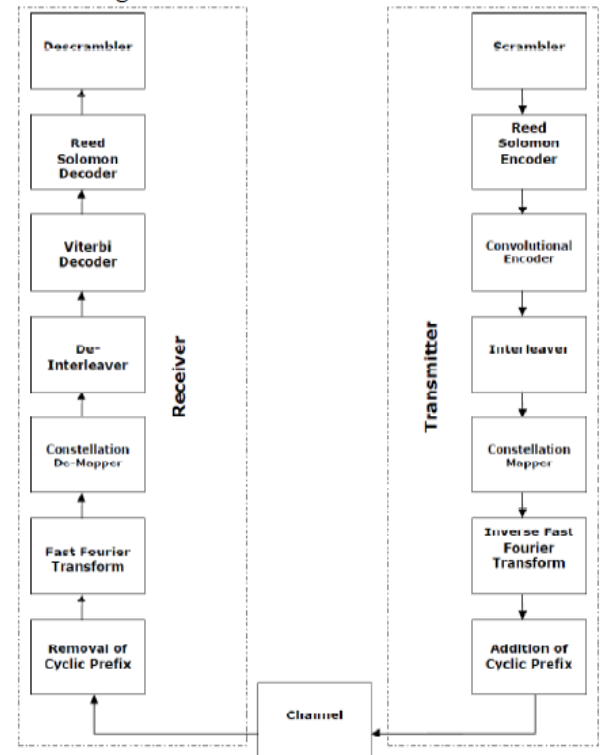 Descrambler
Reed
Solomon
Decoder
Viterbi
Decoder
De-
Interleaver
Constellation
De-Mapper
Fast Fourier
Transform
Removal of
Cyclic Prefix
Receiver
Channel
Transmitter
Scrambler
Reed
Solomon
Encoder
Convolutional
Encoder
Interleaver
Constellation
Mapper
Inverse Fast
Fourier
Transform
Addition of
Cyclic Prefix